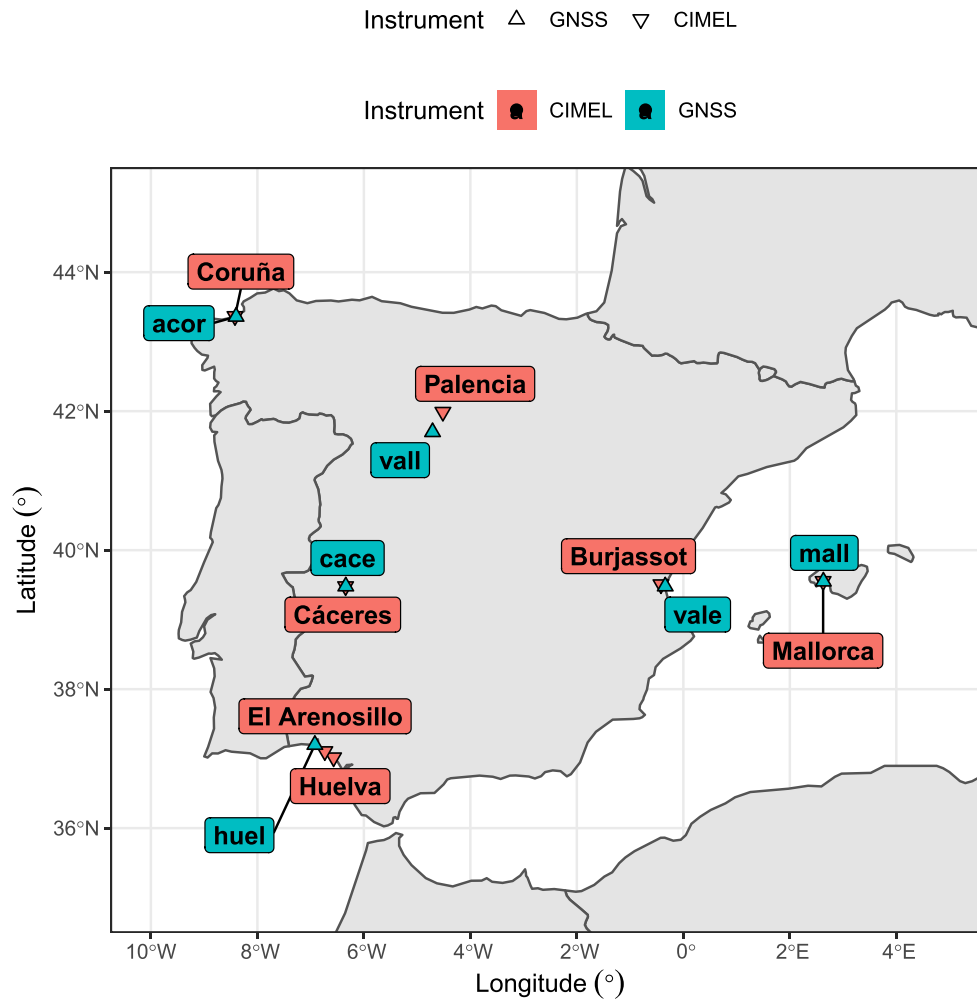 Instrument GNSS CIMEL
Instrument a CIMEL a GNSS
44°N
42°N
40°N
38°N
36°N
Latitude (°)
Coruña
acor
Palencia
vall
cace
Cáceres
Burjassot
vale
mall
Mallorca
El Arenosillo
Huelva
huel
10°W 8°W 6°W 4°W 2°W 0° 2°E 4°E
Longitude (°)